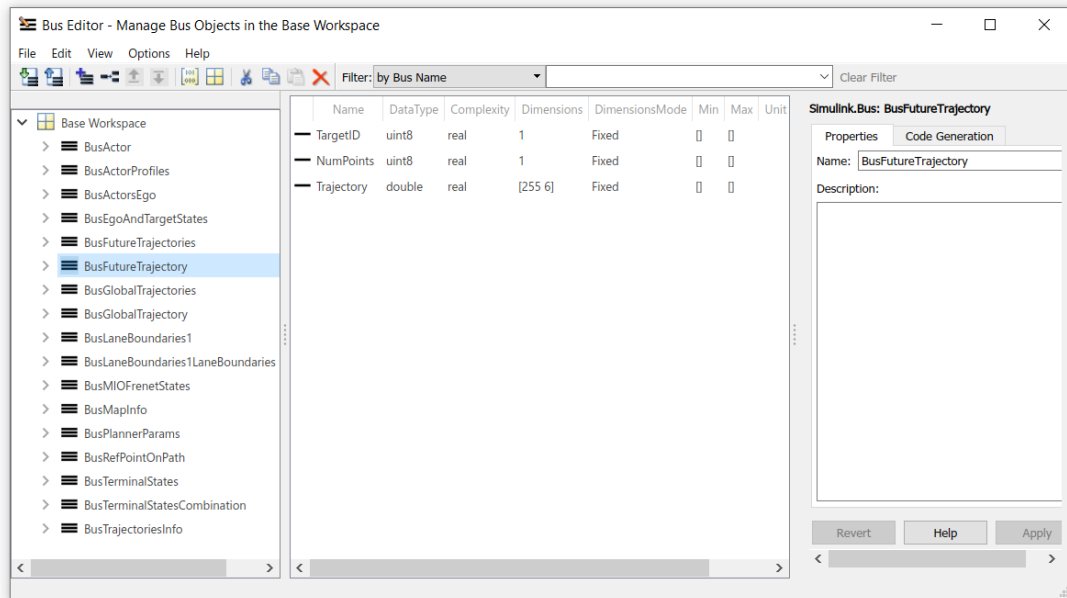 Bus Editor - Manage Bus Objects in the Base Workspace
File Edit View Options Help
Filter: by Bus Name Clear Filter
Base Workspace
BusActor
BusActorProfiles
BusActorsEgo
BusEgoAndTargetStates
BusFutureTrajectories
BusFutureTrajectory
BusGlobalTrajectories
BusGlobalTrajectory
BusLaneBoundaries1
BusLaneBoundaries1LaneBoundaries
BusMIOFrenetStates
BusMapInfo
BusPlannerParams
BusRefPointOnPath
BusTerminalStates
BusTerminalStatesCombination
BusTrajectoriesInfo
Name DataType Complexity Dimensions DimensionsMode Min Max Unit
TargetID uint8 real 1 Fixed [] []
NumPoints uint8 real 1 Fixed [] []
Trajectory double real [255 6] Fixed [] []
Simulink.Bus: BusFutureTrajectory
Properties Code Generation
Name: BusFutureTrajectory
Description:
Revert Help Apply